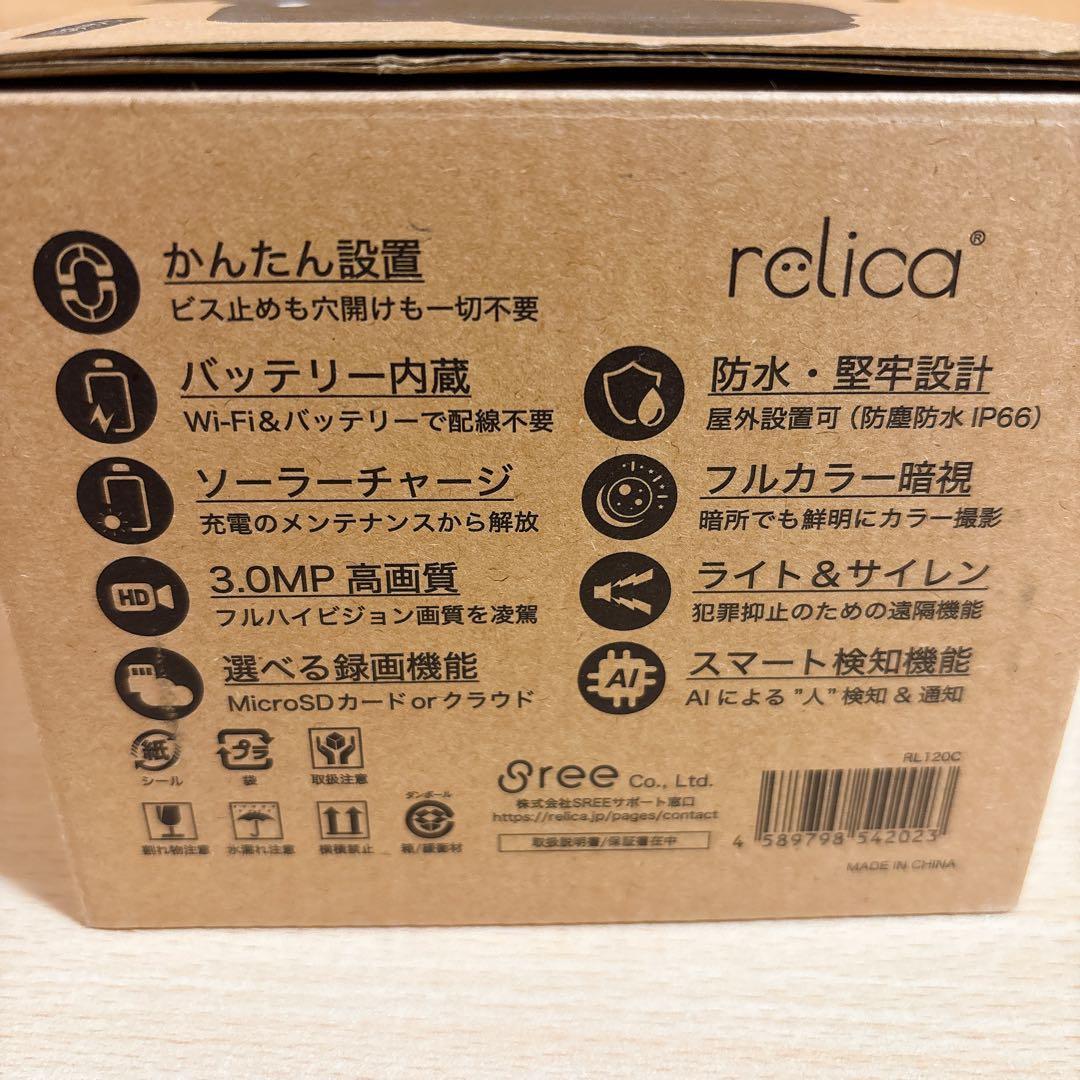 relica®
かんたん設置
ビス止めも穴開けも一切不要
バッテリー内蔵
Wi-Fi&バッテリーで配線不要
ソーラーチャージ
充電のメンテナンスから解放
HD
3.0MP 高画質
フルハイビジョン画質を凌駕
選べる録画機能
MicroSDカード or クラウド
防水・堅牢設計
屋外設置可（防塵防水 IP66）
フルカラー暗視
暗所でも鮮明にカラー撮影
ライト＆サイレン
犯罪抑止のための遠隔機能
AI
スマート検知機能
AIによる "人" 検知 & 通知
紙
シール
プラ
袋
取扱注意
割れ物注意
水濡れ注意
横積禁止
ダンボール
箱/緩衝材
Sree Co., Ltd.
株式会社SREEサポート窓口
https://relica.jp/pages/contact
取扱説明書/保証書在中
RL120C
4 589798 542023
MADE IN CHINA